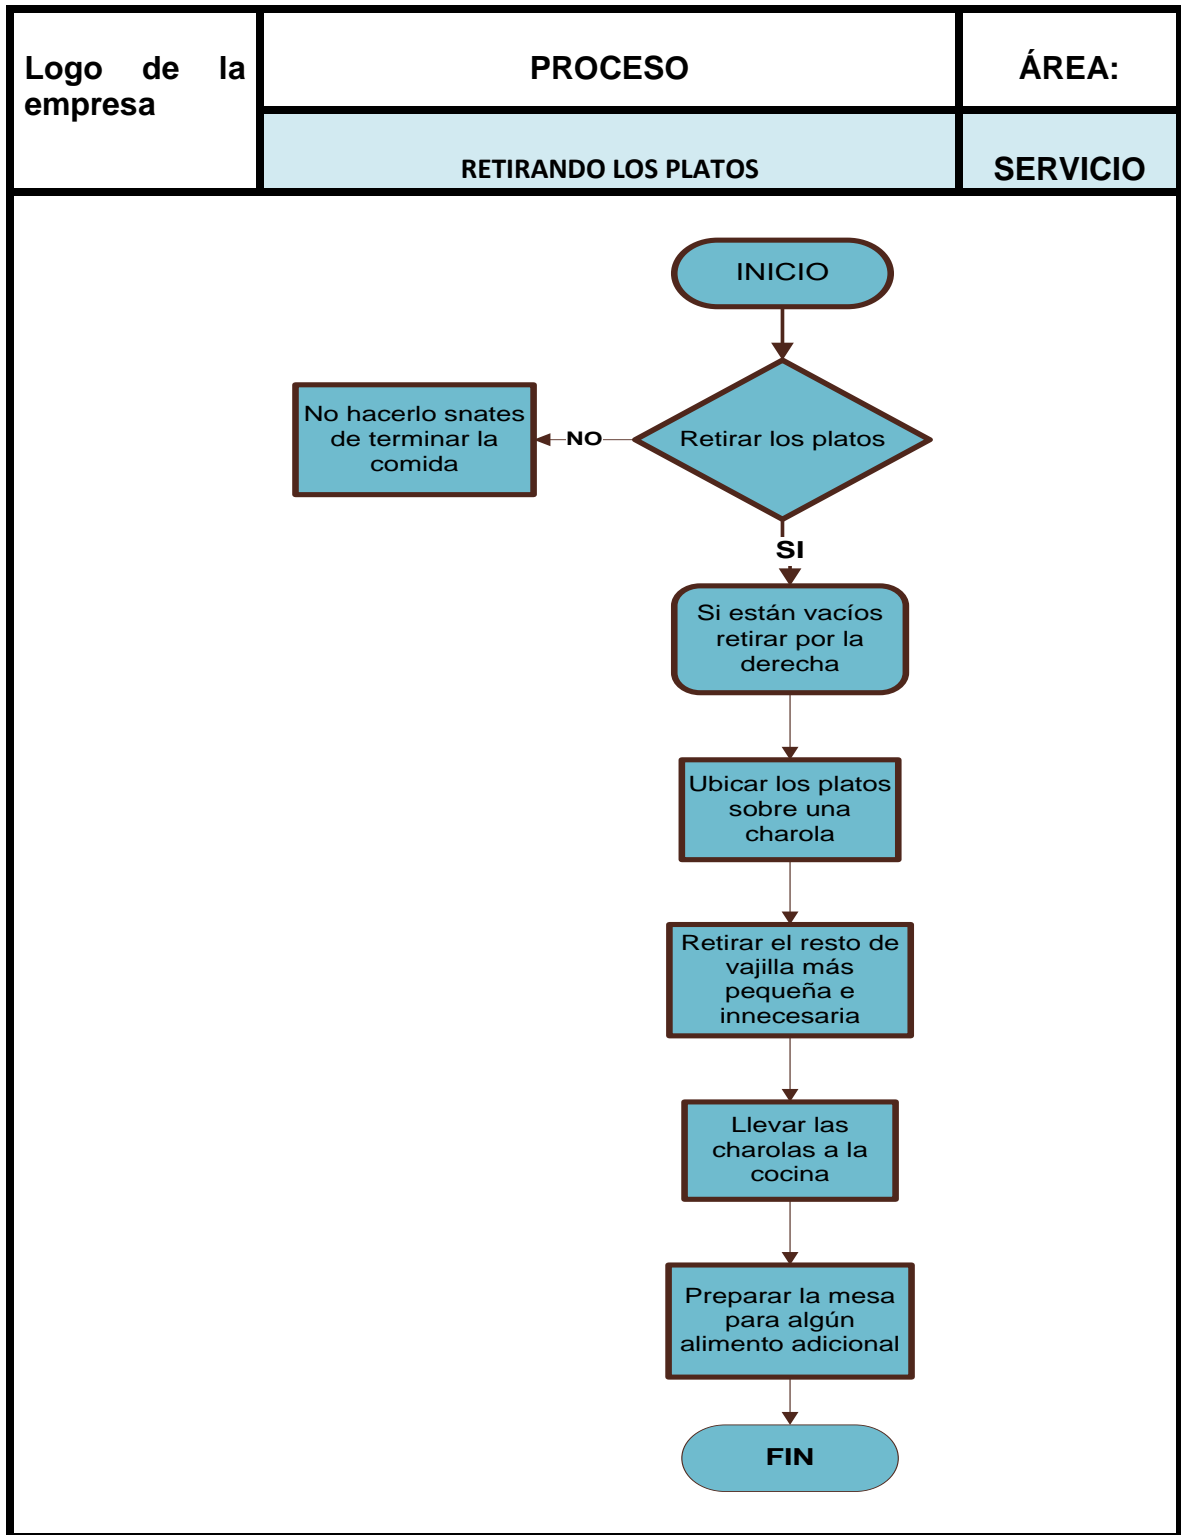 Logo de la
empresa
PROCESO
ÁREA:
RETIRANDO LOS PLATOS
SERVICIO
INICIO
Retirar los platos
NO
No hacerlo snates
de terminar la
comida
SI
Si están vacíos
retirar por la
derecha
Ubicar los platos
sobre una
charola
Retirar el resto de
vajilla más
pequeña e
innecesaria
Llevar las
charolas a la
cocina
Preparar la mesa
para algún
alimento adicional
FIN